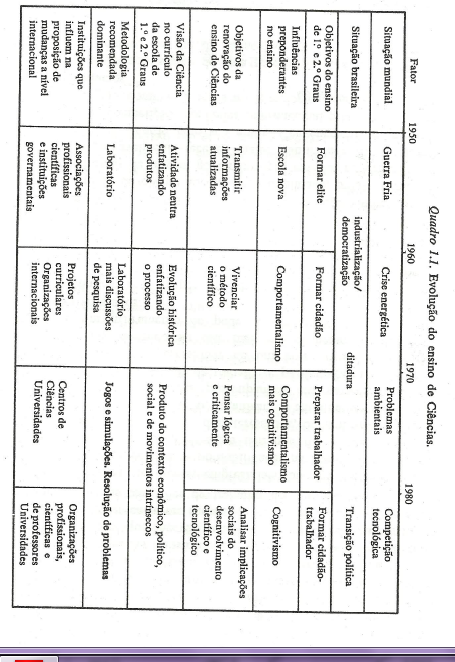 Quadro 1.1. Evolução do ensino de Ciências.
Fator 1950 1960 1970 1980
Situação mundial
Guerra Fria
Crise energética
Problemas
ambientais
Competição
tecnológica
Situação brasileira
industrialização/
democratização
ditadura
Transição política
Objetivos do ensino
de 1º e 2.º Graus
Formar elite
Formar cidadão
Preparar trabalhador
Formar cidadão-
trabalhador
Influências
preponderantes
no ensino
Escola nova
Comportamentalismo
Comportamentalismo
mais cognitivismo
Cognitivismo
Objetivos da
renovação do
ensino de Ciências
Transmitir
informações
atualizadas
Vivenciar
o método
científico
Pensar lógica
e criticamente
Analisar implicações
sociais do
desenvolvimento
científico e
tecnológico
Visão da Ciência
no currículo
da escola de
1.º e 2.º Graus
Atividade neutra
enfatizando
produtos
Evolução histórica
enfatizando
o processo
Produto do contexto econômico, político,
social e de movimentos intrínsecos
Metodologia
recomendada
dominante
Laboratório
Laboratório
mais discussões
de pesquisa
Jogos e simulações. Resolução de problemas
Instituições que
influem na
proposição de
mudanças a nível
internacional
Associações
profissionais
científicas
e instituições
governamentais
Projetos
curriculares
Organizações
internacionais
Centros de
Ciências
Universidades
Organizações
profissionais,
científicas e
de professores
Universidades